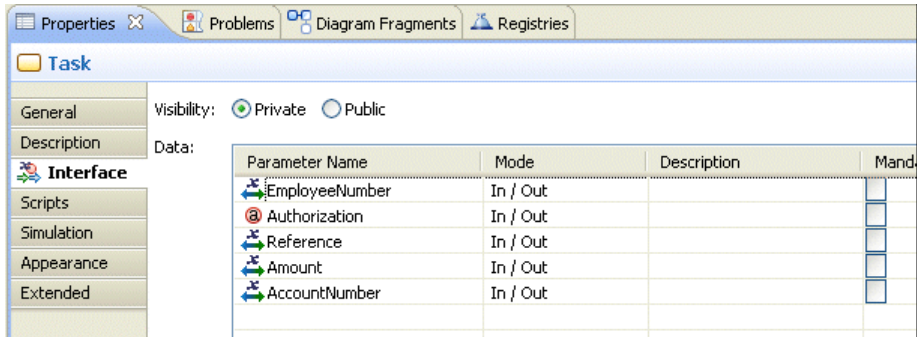 Properties Problems Diagram Fragments Registries
Task
General
Description
Interface
Scripts
Simulation
Appearance
Extended
Visibility: Private Public
Data:
Parameter Name Mode Description Manda
EmployeeNumber In / Out
@ Authorization In / Out
Reference In / Out
Amount In / Out
AccountNumber In / Out